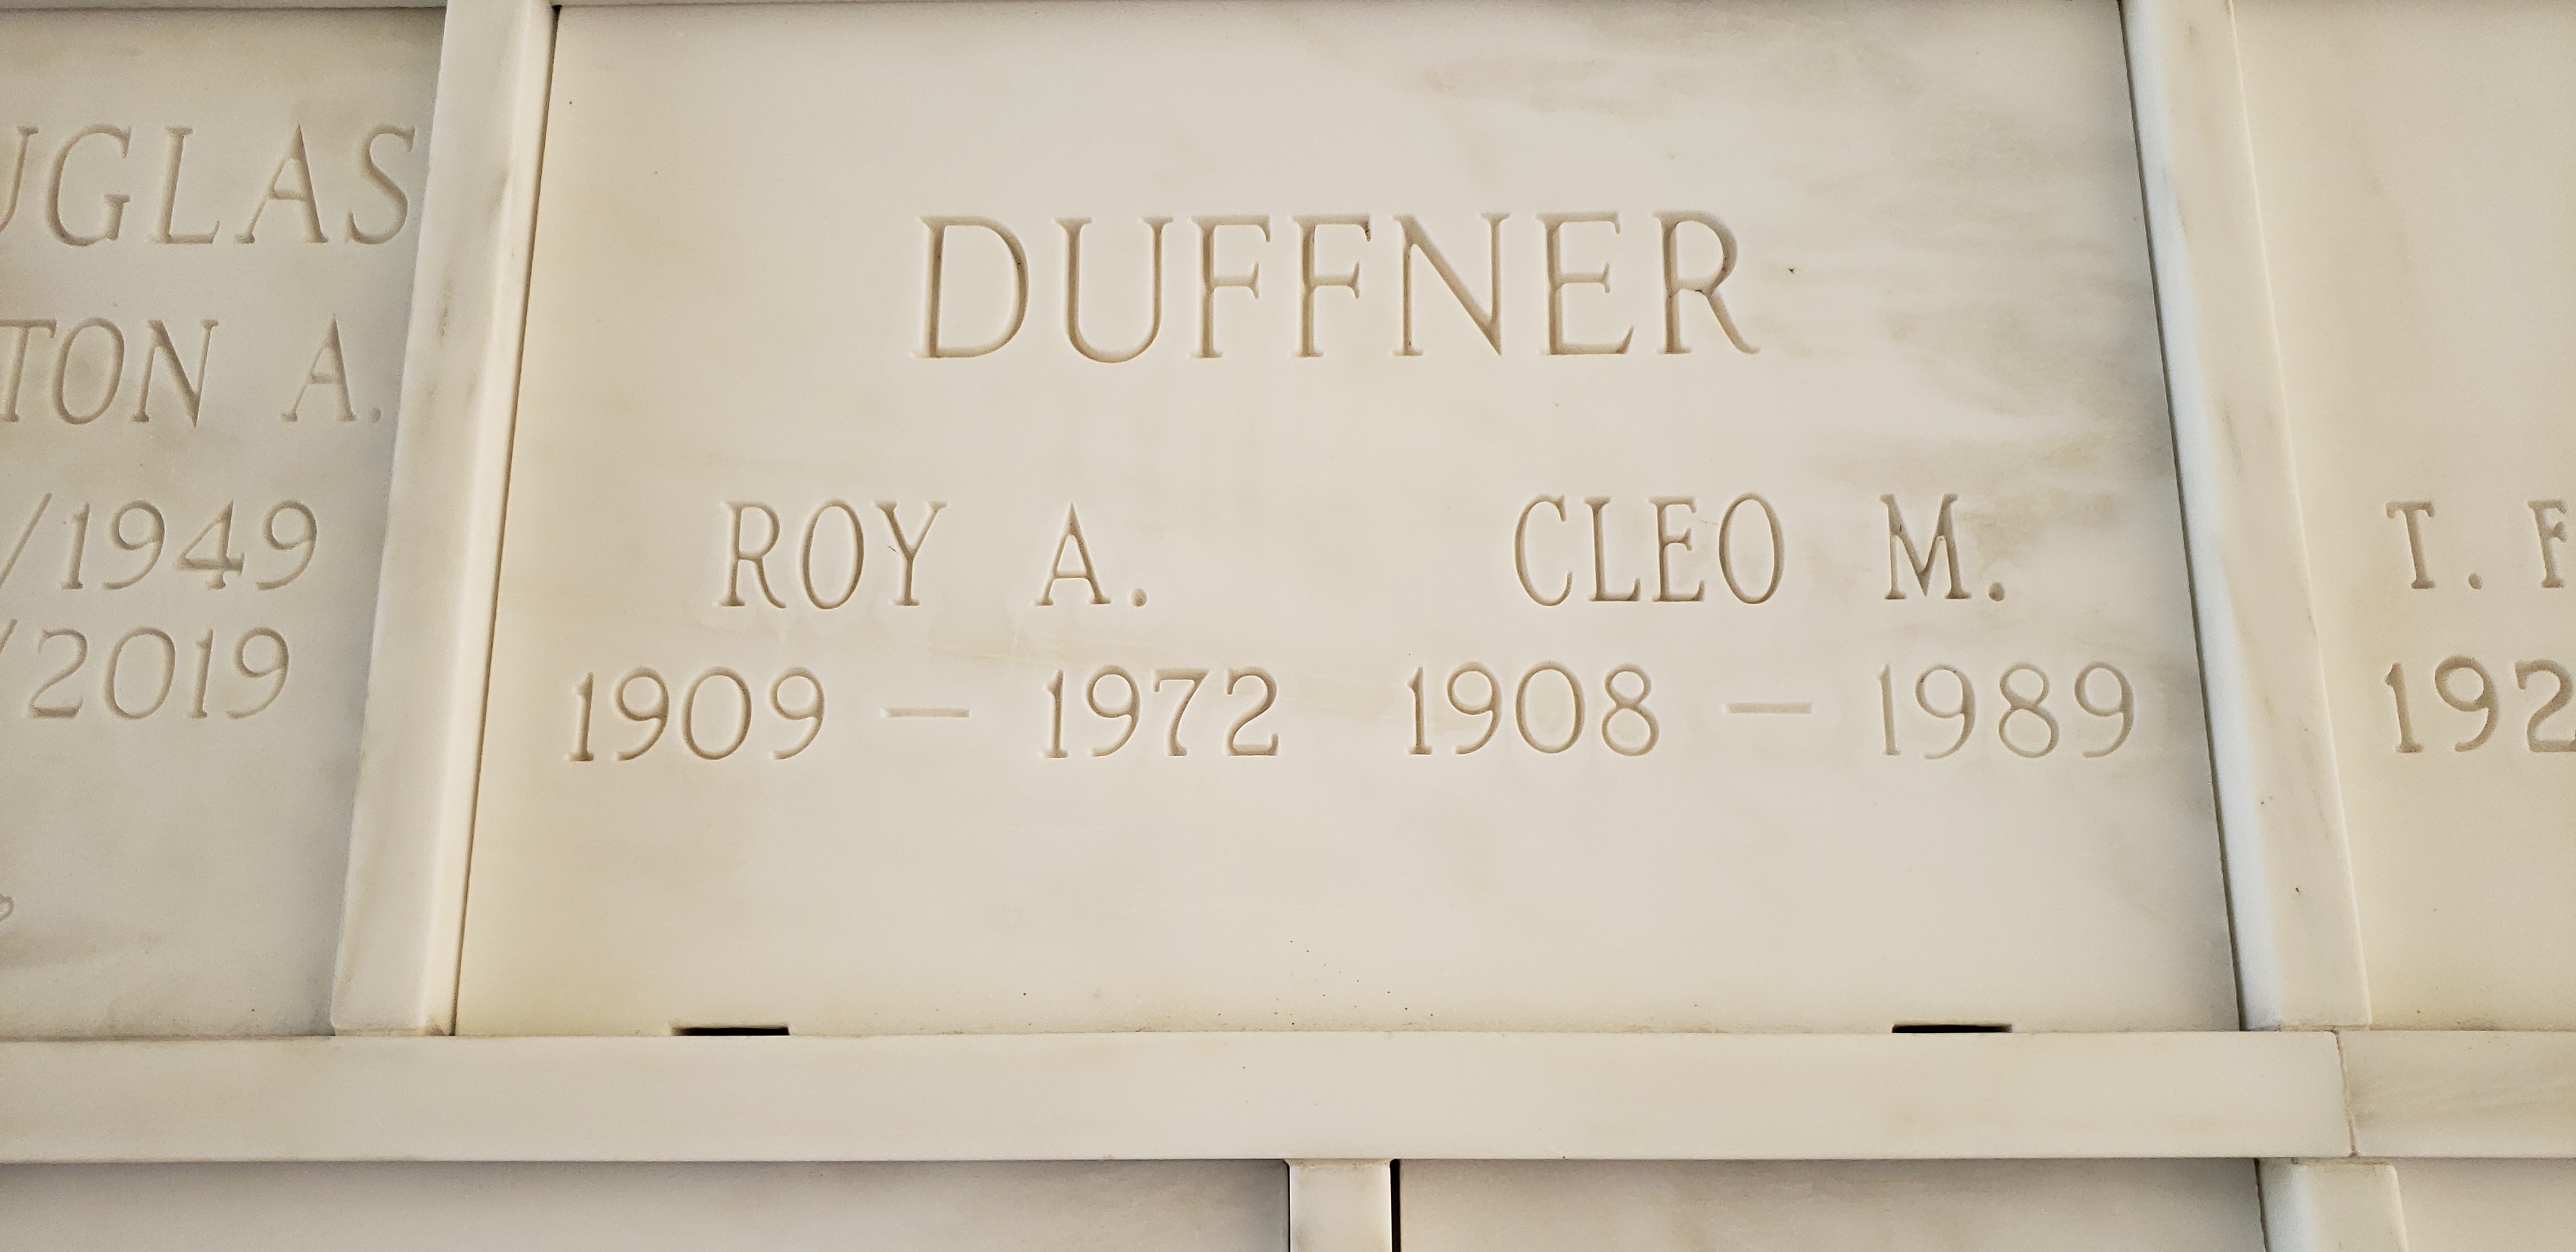 DUFFNER
ROY A. CLEO M.
1909 — 1972 1908 — 1989
UGLAS
TON A.
/1949
/2019
T. F
192